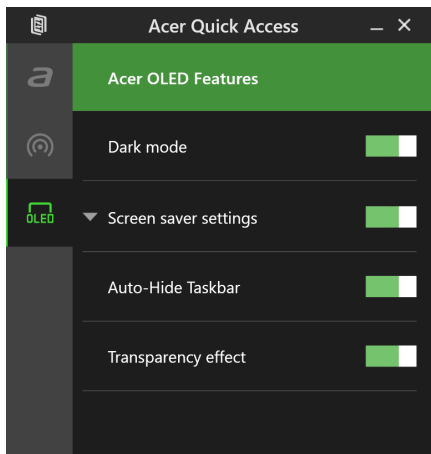 Acer Quick Access
Acer OLED Features
Dark mode
OLED
Screen saver settings
Auto-Hide Taskbar
Transparency effect